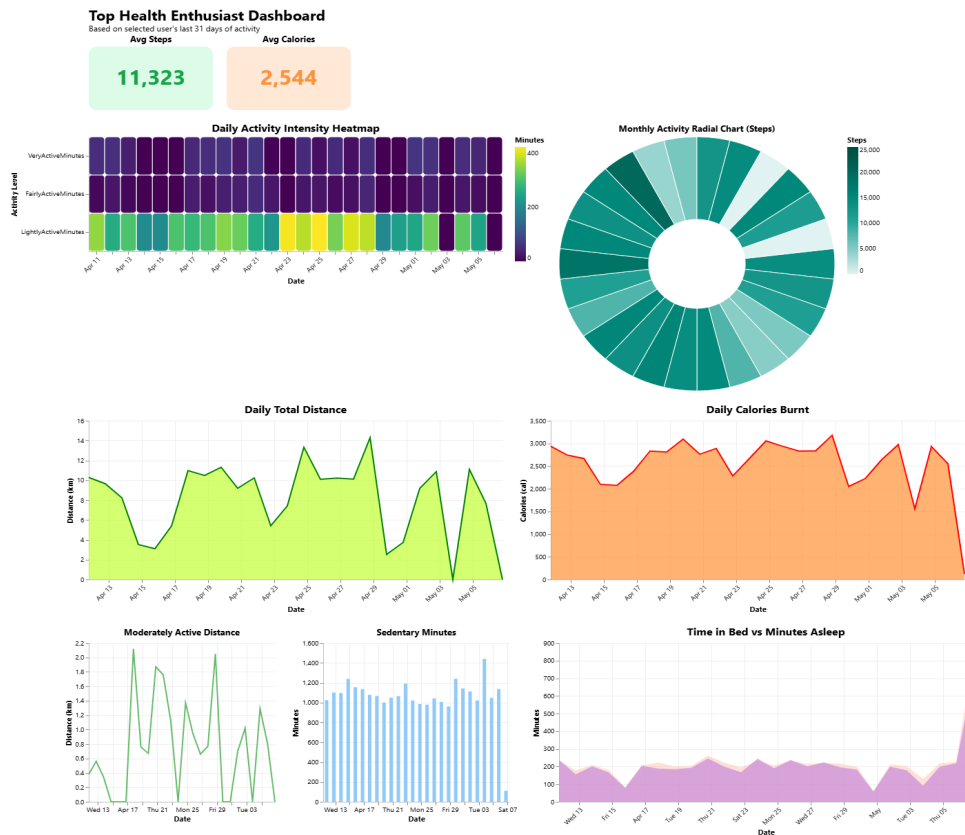 Top Health Enthusiast Dashboard
Based on selected user's last 31 days of activity
Avg Steps
Avg Calories
11,323
2,544
Daily Activity Intensity Heatmap
Activity Level
VeryActiveMinutes
FairlyActiveMinutes
LightlyActiveMinutes
Apr 11 Apr 13 Apr 15 Apr 17 Apr 19 Apr 21 Apr 23 Apr 25 Apr 27 Apr 29 May 01 May 03 May 05
Date
Minutes
400
200
0
Monthly Activity Radial Chart (Steps)
Steps
25,000
20,000
15,000
10,000
5,000
0
Daily Total Distance
Distance (km)
16
14
12
10
8
6
4
2
0
Apr 13 Apr 15 Apr 17 Apr 19 Apr 21 Apr 23 Apr 25 Apr 27 Apr 29 May 01 May 03 May 05
Date
Daily Calories Burnt
Calories (cal)
3,500
3,000
2,500
2,000
1,500
1,000
500
0
Apr 13 Apr 15 Apr 17 Apr 19 Apr 21 Apr 23 Apr 25 Apr 27 Apr 29 May 01 May 03 May 05
Date
Moderately Active Distance
Distance (km)
2.2
2.0
1.8
1.6
1.4
1.2
1.0
0.8
0.6
0.4
0.2
0.0
Wed 13 Apr 17 Thu 21 Mon 25 Fri 29 Tue 03
Date
Sedentary Minutes
Minutes
1,600
1,400
1,200
1,000
800
600
400
200
0
Wed 13 Apr 17 Thu 21 Mon 25 Fri 29 Tue 03 Sat 07
Date
Time in Bed vs Minutes Asleep
Minutes
900
800
700
600
500
400
300
200
100
0
Wed 13 Fri 15 Apr 17 Tue 19 Thu 21 Sat 23 Mon 25 Wed 27 Fri 29 May Tue 03 Thu 05
Date